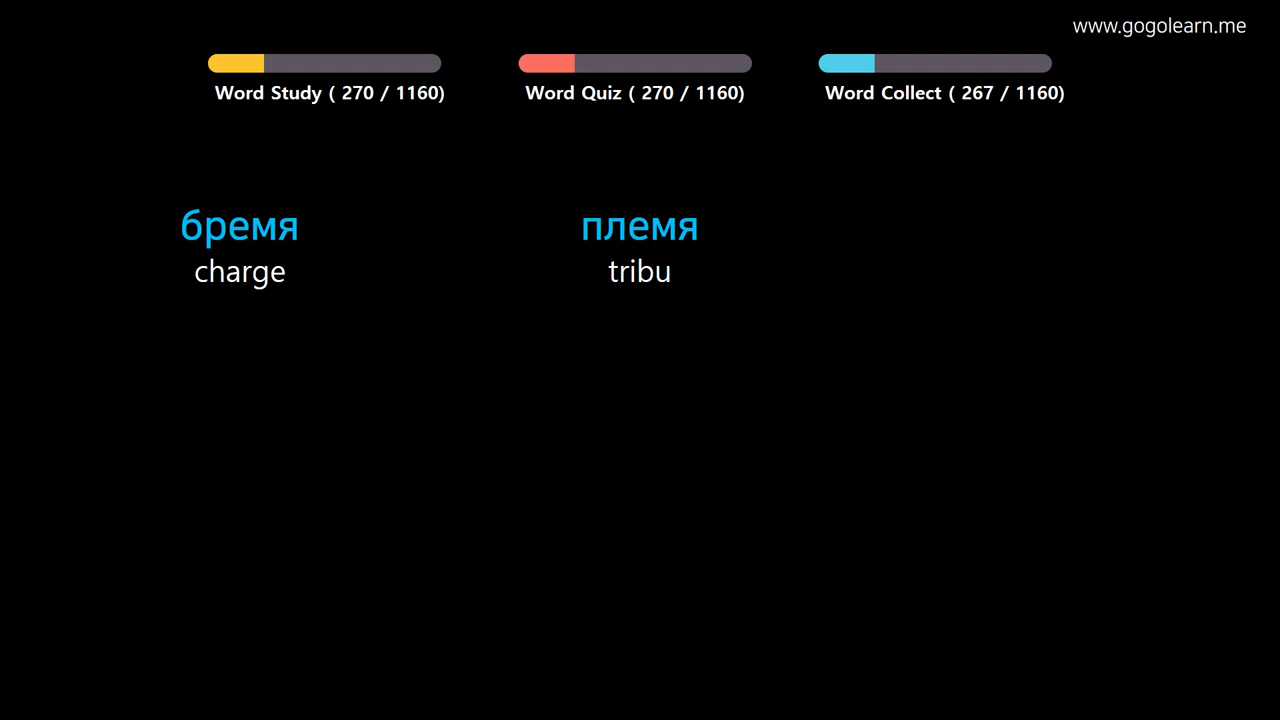 www.gogolearn.me
Word Study ( 270 / 1160)
Word Quiz ( 270 / 1160)
Word Collect ( 267 / 1160)
бремя
charge
племя
tribu